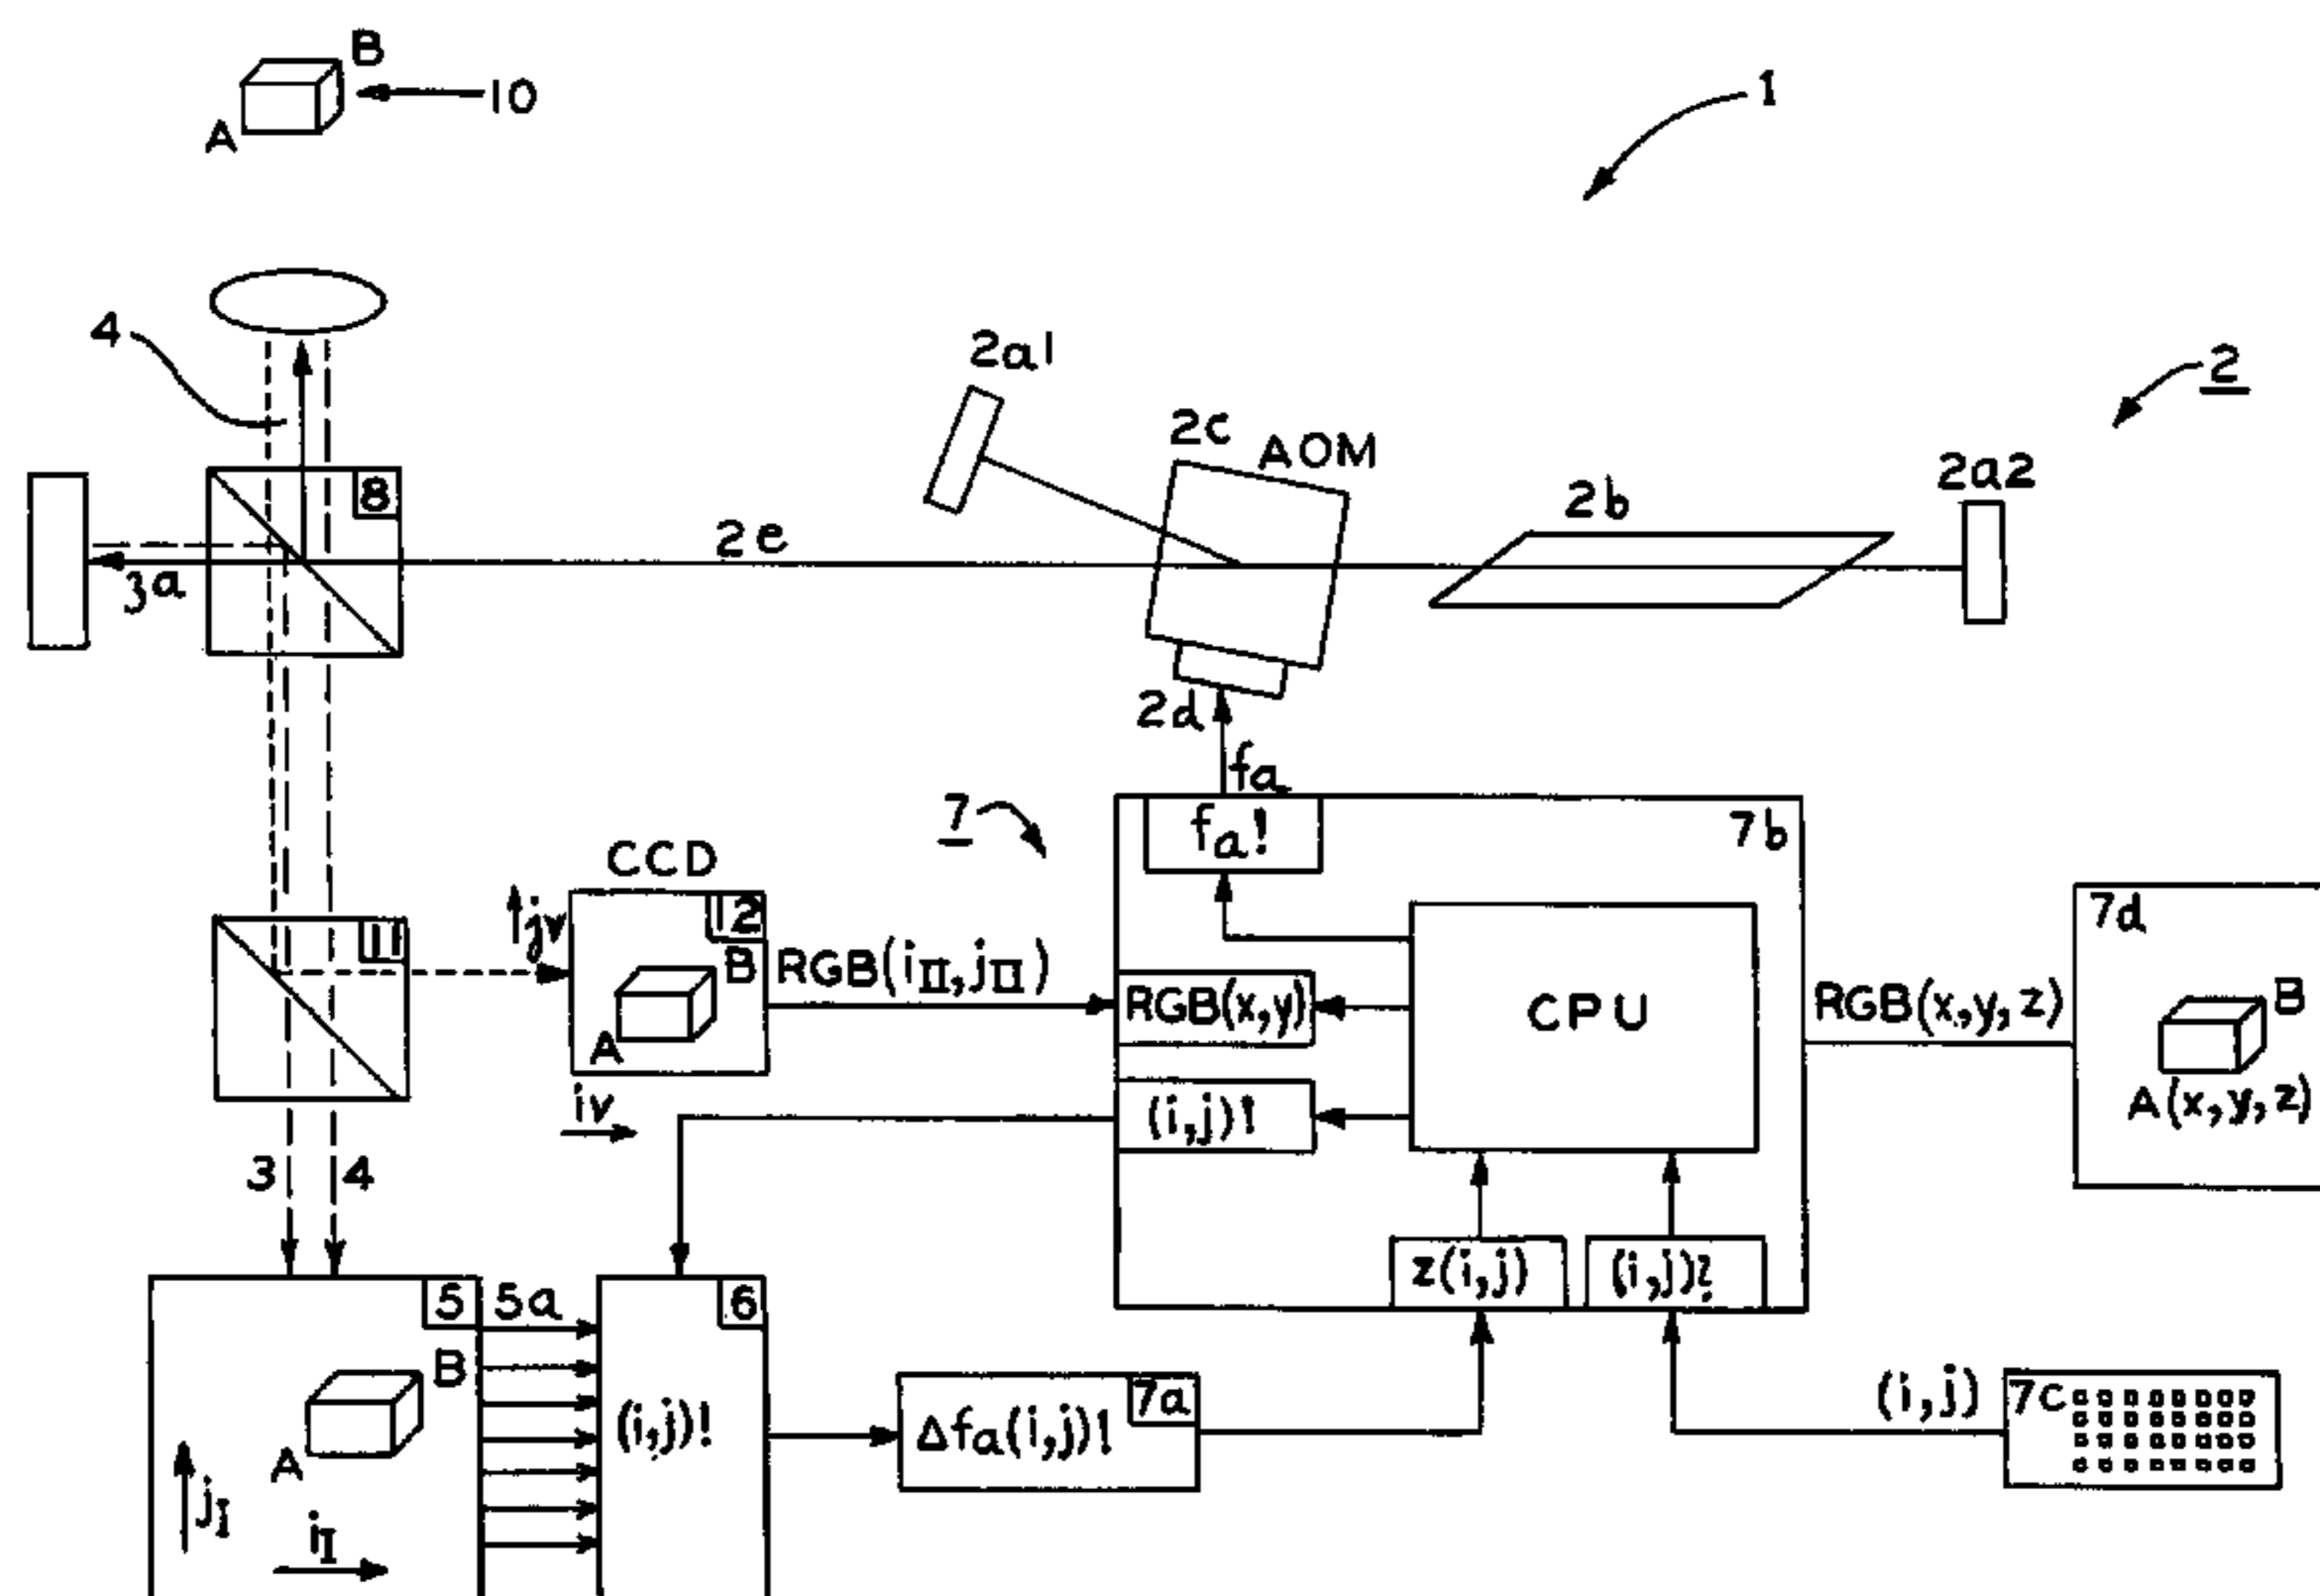 B
10
A
1
4
2a1
2
2c
AOM
2a2
2b
8
2e
3a
2d
fa
7
fa!
7b
CCD
12
jv
B
A
iv
RGB(iII,jII)
RGB(x,y)
CPU
RGB(x,y,z)
7d
B
A(x,y,z)
11
(i,j)!
3
4
z(i,j)
(i,j)?
5
5a
6
B
A
(i,j)!
7a
Δfa(i,j)!
(i,j)
7c
jI
iI